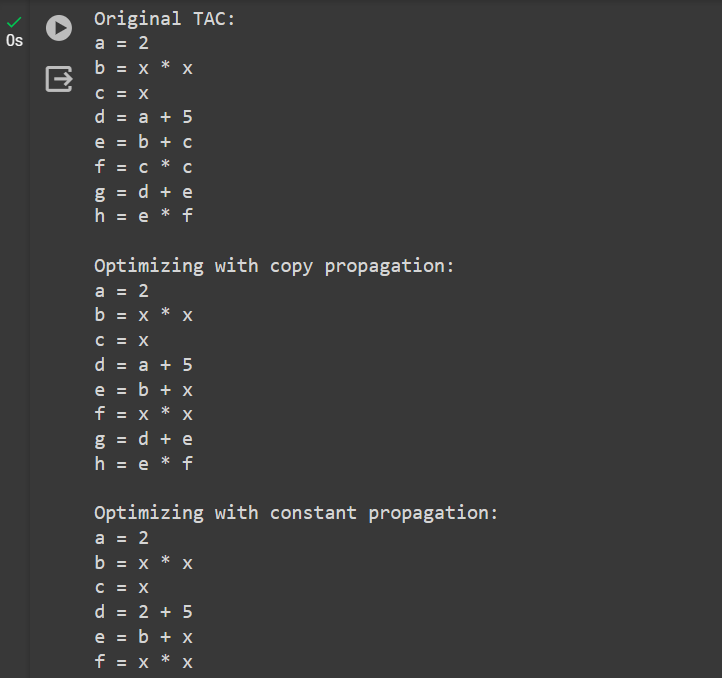 0s
Original TAC:
a = 2
b = x * x
c = x
d = a + 5
e = b + c
f = c * c
g = d + e
h = e * f
Optimizing with copy propagation:
a = 2
b = x * x
c = x
d = a + 5
e = b + x
f = x * x
g = d + e
h = e * f
Optimizing with constant propagation:
a = 2
b = x * x
c = x
d = 2 + 5
e = b + x
f = x * x